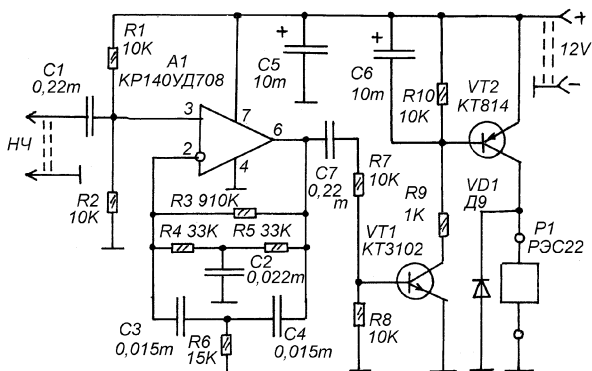 R1
10K
A1
КР140УД708
C1
0,22m
НЧ
3
2
7
6
4
R2
10K
+
C5
10m
+
C6
10m
R10
10K
VT2
КТ814
+
12V
−
R3 910K
R4 33K
R5 33K
C2
0,022m
C3
0,015m
R6
15K
C4
0,015m
C7
0,22
m
R7
10K
VT1
КТ3102
R8
10K
R9
1K
VD1
Д9
P1
РЭС22